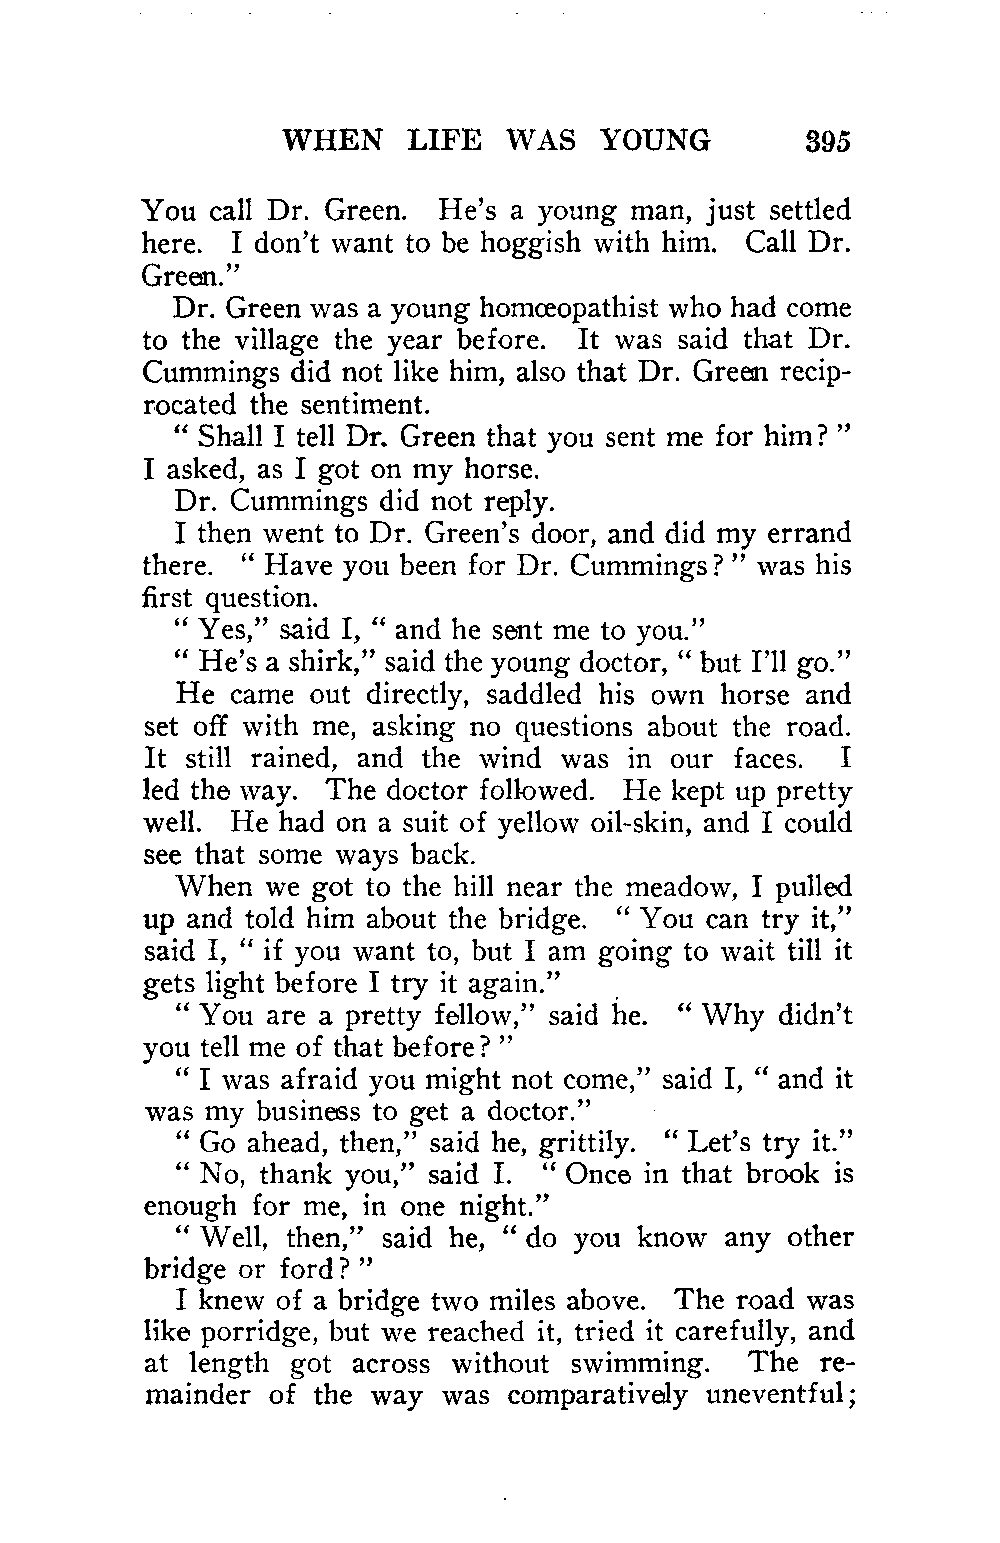 WHEN LIFE WAS YOUNG 395
You call Dr. Green. He's a young man, just settled
here. I don't want to be hoggish with him. Call Dr.
Green."
Dr. Green was a young homœopathist who had come
to the village the year before. It was said that Dr.
Cummings did not like him, also that Dr. Green recip-
rocated the sentiment.
" Shall I tell Dr. Green that you sent me for him? "
I asked, as I got on my horse.
Dr. Cummings did not reply.
I then went to Dr. Green's door, and did my errand
there. " Have you been for Dr. Cummings? " was his
first question.
" Yes," said I, " and he sent me to you."
" He's a shirk," said the young doctor, " but I'll go."
He came out directly, saddled his own horse and
set off with me, asking no questions about the road.
It still rained, and the wind was in our faces. I
led the way. The doctor followed. He kept up pretty
well. He had on a suit of yellow oil-skin, and I could
see that some ways back.
When we got to the hill near the meadow, I pulled
up and told him about the bridge. " You can try it,"
said I, " if you want to, but I am going to wait till it
gets light before I try it again."
" You are a pretty fellow," said he. " Why didn't
you tell me of that before? "
" I was afraid you might not come," said I, " and it
was my business to get a doctor."
" Go ahead, then," said he, grittily. " Let's try it."
" No, thank you," said I. " Once in that brook is
enough for me, in one night."
" Well, then," said he, " do you know any other
bridge or ford? "
I knew of a bridge two miles above. The road was
like porridge, but we reached it, tried it carefully, and
at length got across without swimming. The re-
mainder of the way was comparatively uneventful;